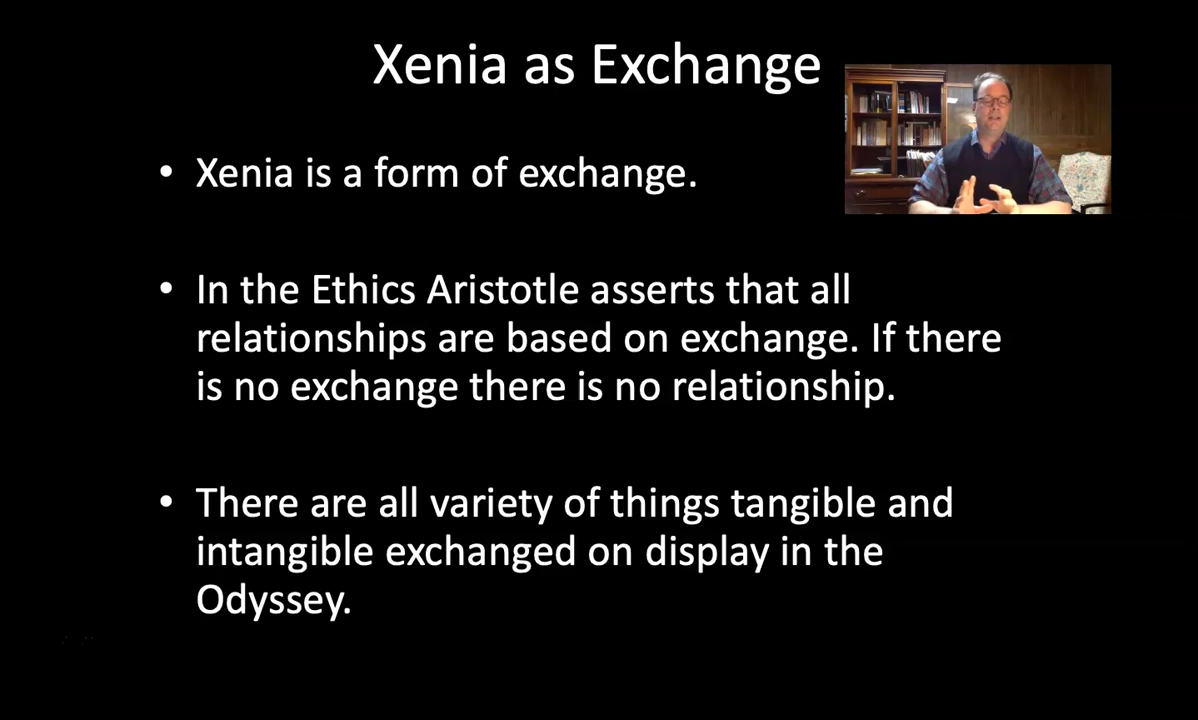 Xenia as Exchange
• Xenia is a form of exchange.
• In the Ethics Aristotle asserts that all
relationships are based on exchange. If there
is no exchange there is no relationship.
• There are all variety of things tangible and
intangible exchanged on display in the
Odyssey.